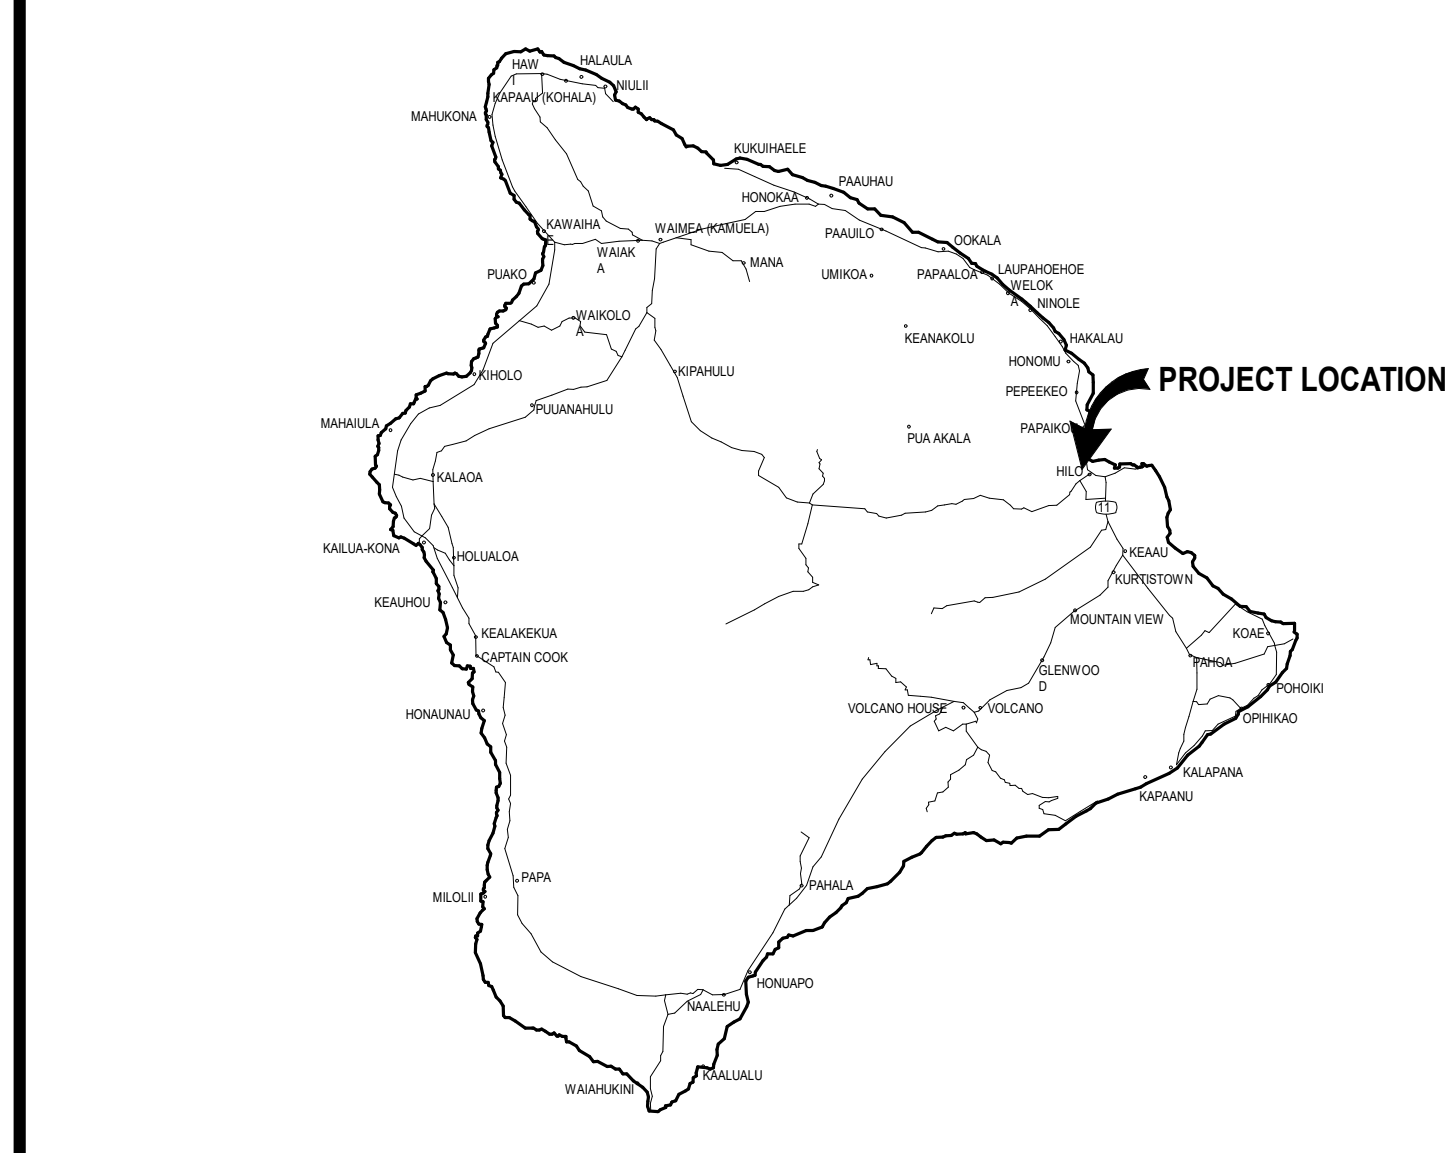 HALAULA
HAW
I
NIULII
KAPAAU (KOHALA)
MAHUKONA
KUKUIHAELE
PAAUHAU
HONOKAA
KAWAIHA
E
WAIMEA (KAMUELA)
PAAUILO
OOKALA
WAIAK
A
MANA
UMIKOA
PAPAALOA
LAUPAHOEHOE
PUAKO
WELOK
A
NINOLE
WAIKOLO
A
KEANAKOLU
HAKALAU
HONOMU
KIHOLO
KIPAHULU
PROJECT LOCATION
PEPEEKEO
PUUANAHULU
MAHAIULA
PAPAIKO
PUA AKALA
HILO
KALAOA
11
KAILUA-KONA
HOLUALOA
KEAAU
KURTISTOWN
KEAUHOU
MOUNTAIN VIEW
KEALAKEKUA
KOAE
CAPTAIN COOK
PAHOA
GLENWOO
D
POHOIKI
HONAUNAU
VOLCANO HOUSE
VOLCANO
OPIHIKAO
KALAPANA
KAPAANU
PAPA
PAHALA
MILOLII
HONUAPO
NAALEHU
KAALUALU
WAIAHUKINI